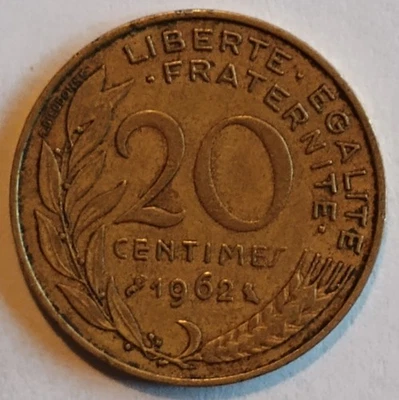 LIBERTE · EGALITE
· FRATERNITE ·
20
CENTIMES
1962